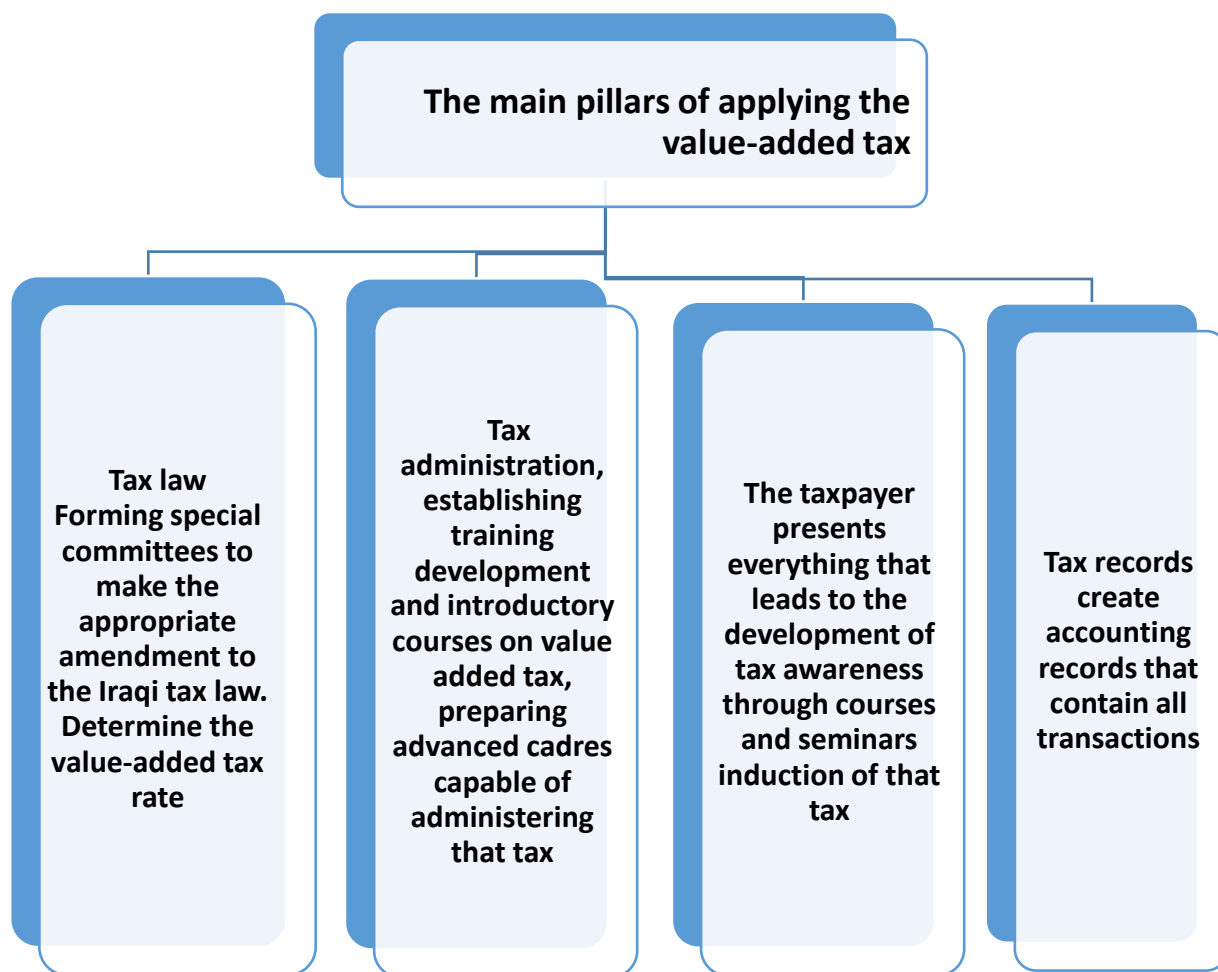 The main pillars of applying the
value-added tax
Tax law
Forming special
committees to
make the
appropriate
amendment to
the Iraqi tax law.
Determine the
value-added tax
rate
Tax
administration,
establishing
training
development
and introductory
courses on value
added tax,
preparing
advanced cadres
capable of
administering
that tax
The taxpayer
presents
everything that
leads to the
development of
tax awareness
through courses
and seminars
induction of that
tax
Tax records
create
accounting
records that
contain all
transactions